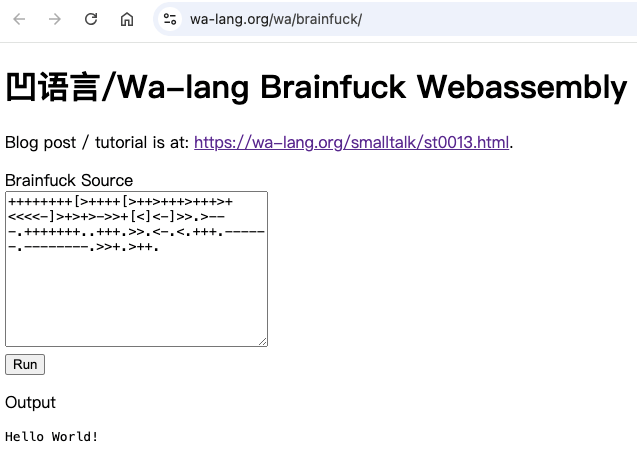 wa-lang.org/wa/brainfuck/
凹语言/Wa-lang Brainfuck Webassembly
Blog post / tutorial is at: https://wa-lang.org/smalltalk/st0013.html.
Brainfuck Source
++++++++[>++++[>++>+++>+++>+
<<<<-]>+>+>->>+[<]<-]>>.>--
-.+++++++..+++.>>.<-.<.+++.-----
-.--------.>>+.>++.
Run
Output
Hello World!